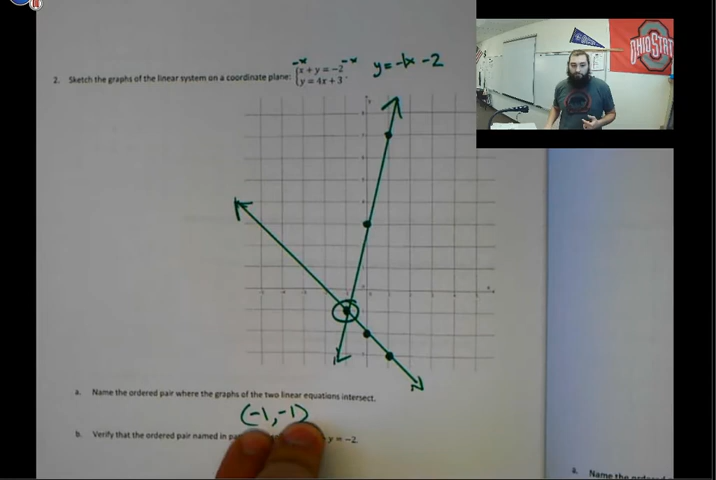 -x -x
2. Sketch the graphs of the linear system on a coordinate plane: {x + y = -2 y = -1x - 2
y = 4x + 3.
OHIO STATE
a. Name the ordered pair where the graphs of the two linear equations intersect.
(-1,-1)
b. Verify that the ordered pair named in y = -2.
a. Name the